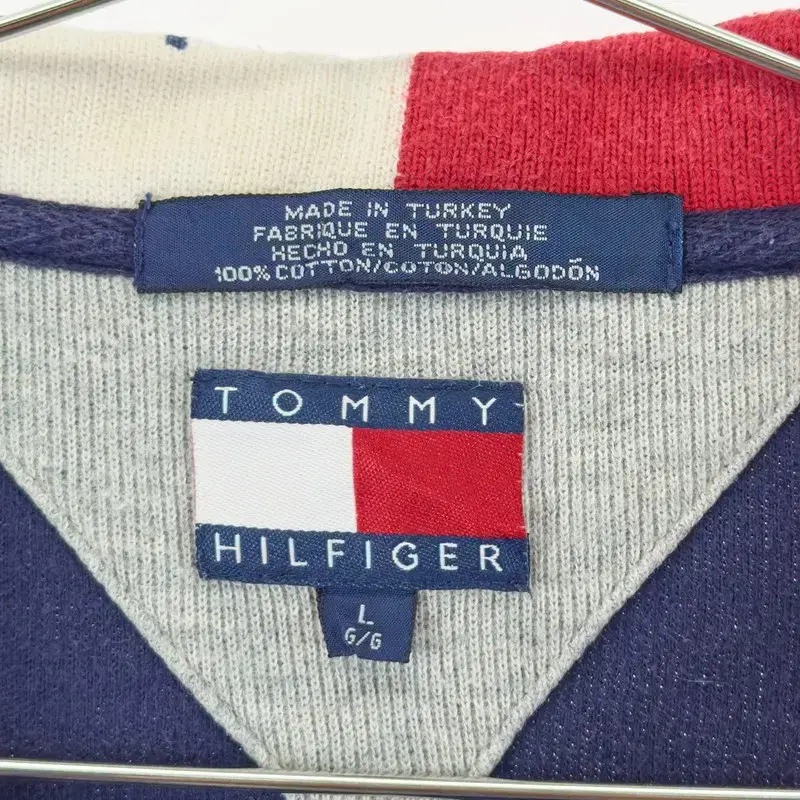 MADE IN TURKEY
FABRIQUE EN TURQUIE
HECHO EN TURQUIA
100% COTTON/COTON/ALGODÓN
TOMMY
HILFIGER
L
G/G